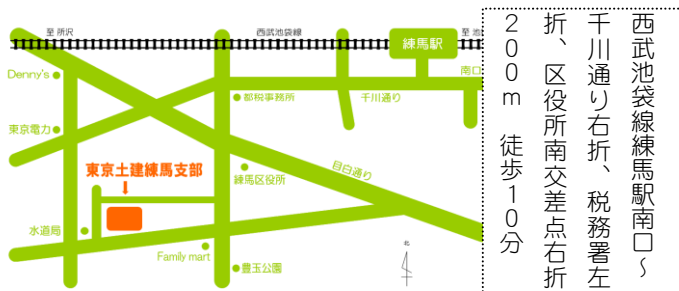 至 所沢
西武池袋線
至 池
練馬駅
南口
Denny's
都税事務所
千川通り
東京電力
東京土建練馬支部
練馬区役所
目白通り
水道局
Family mart
豊玉公園
北
西武池袋線練馬駅南口～
千川通り右折、税務署左
折、区役所南交差点右折
２００ｍ　徒歩１０分